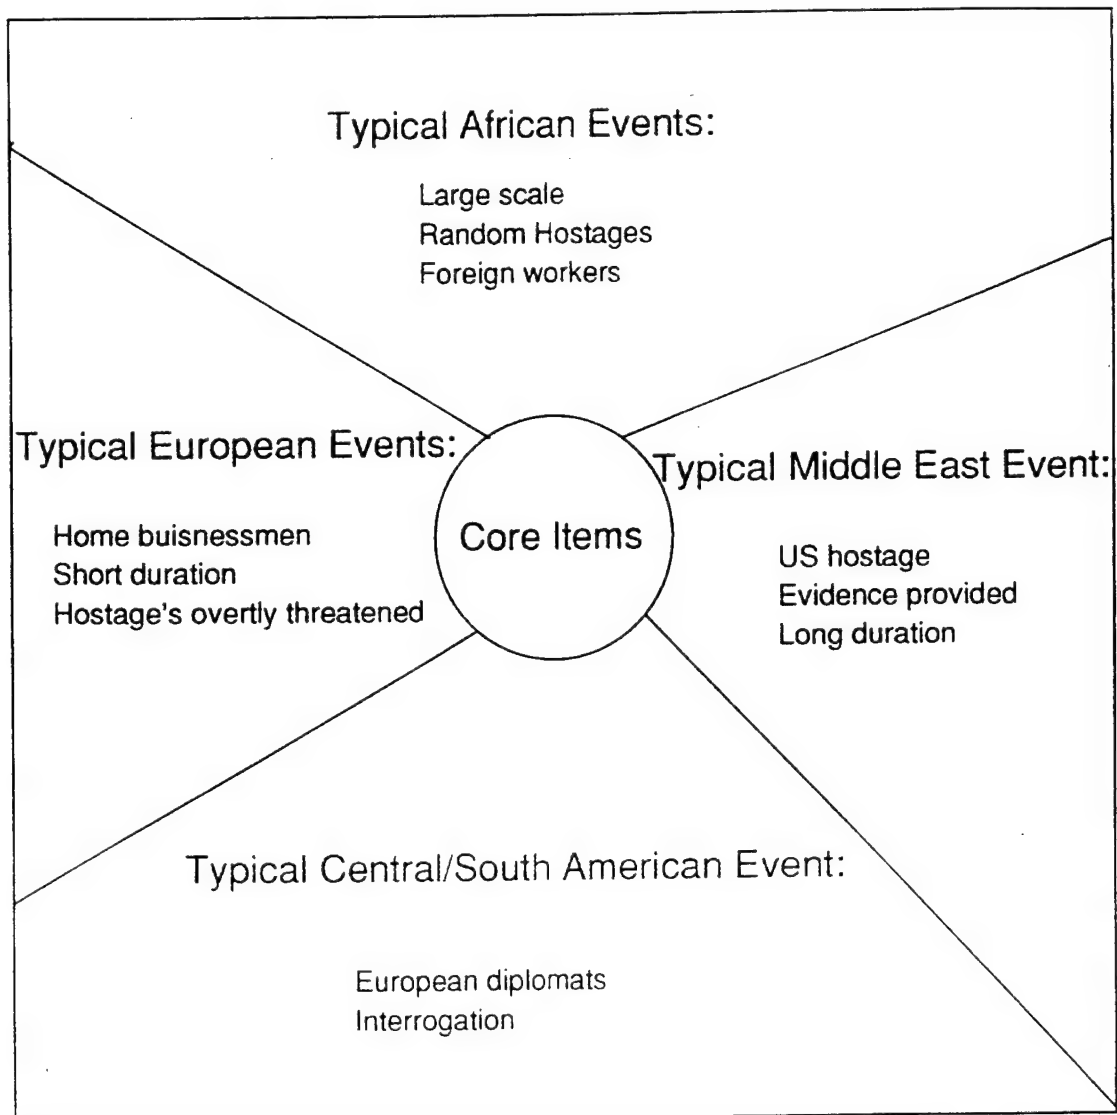 Typical African Events:
Large scale
Random Hostages
Foreign workers
Typical European Events:
Home buisnessmen
Short duration
Hostage's overtly threatened
Core Items
Typical Middle East Event:
US hostage
Evidence provided
Long duration
Typical Central/South American Event:
European diplomats
Interrogation